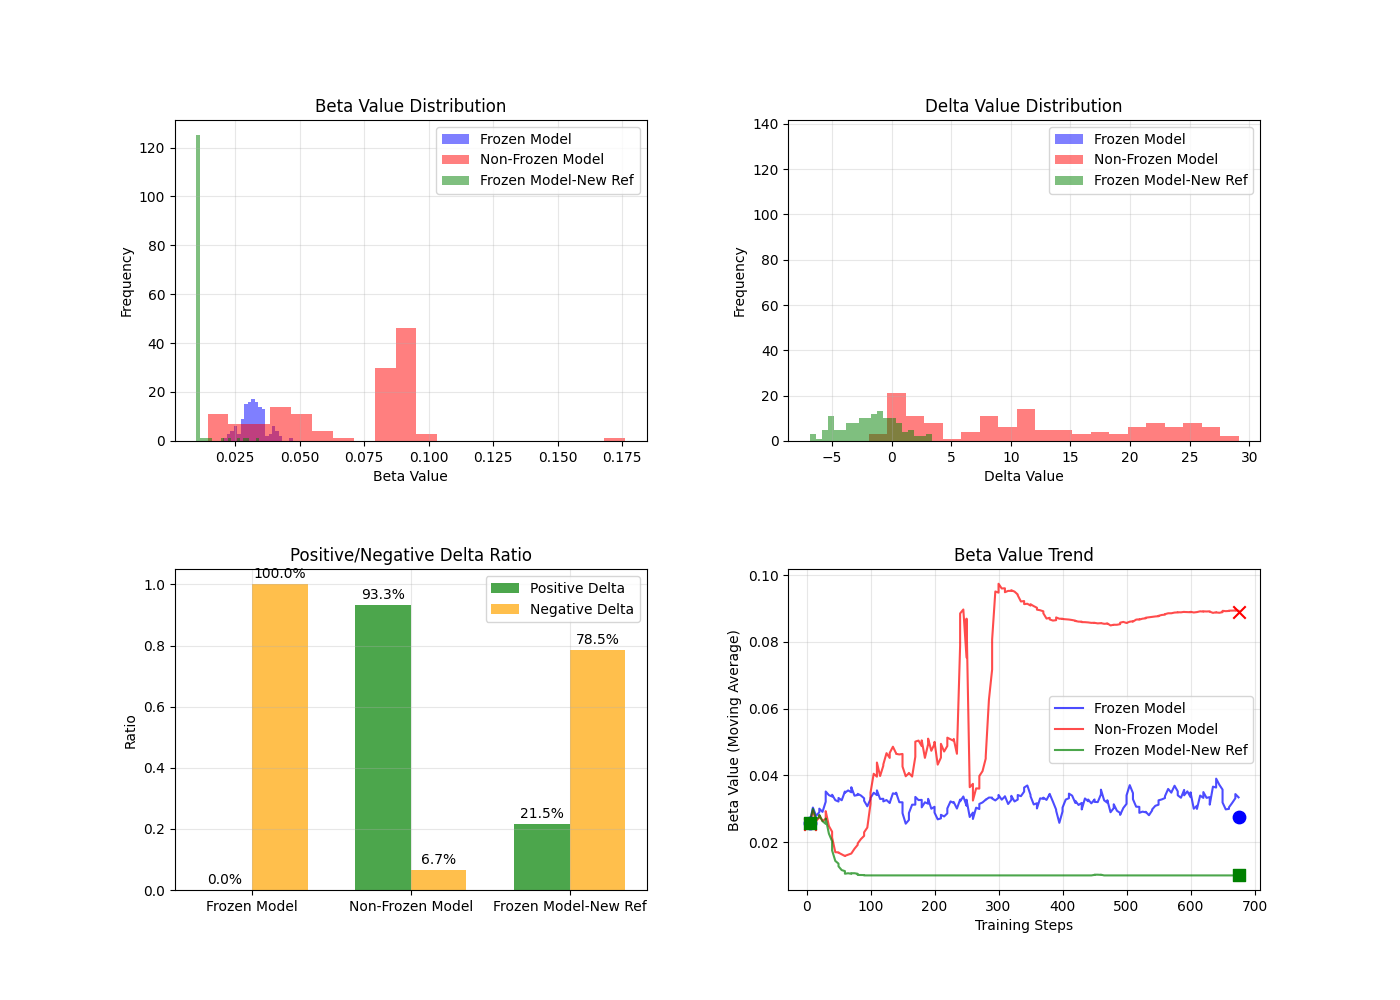 Beta Value Distribution
Frequency
120
100
80
60
40
20
0
Frozen Model
Non-Frozen Model
Frozen Model-New Ref
0.025 0.050 0.075 0.100 0.125 0.150 0.175
Beta Value
Delta Value Distribution
Frequency
140
120
100
80
60
40
20
0
Frozen Model
Non-Frozen Model
Frozen Model-New Ref
−5 0 5 10 15 20 25 30
Delta Value
Positive/Negative Delta Ratio
Ratio
1.0
0.8
0.6
0.4
0.2
0.0
Positive Delta
Negative Delta
0.0%
100.0%
93.3%
6.7%
21.5%
78.5%
Frozen Model Non-Frozen Model Frozen Model-New Ref
Beta Value Trend
Beta Value (Moving Average)
0.10
0.08
0.06
0.04
0.02
Frozen Model
Non-Frozen Model
Frozen Model-New Ref
0 100 200 300 400 500 600 700
Training Steps